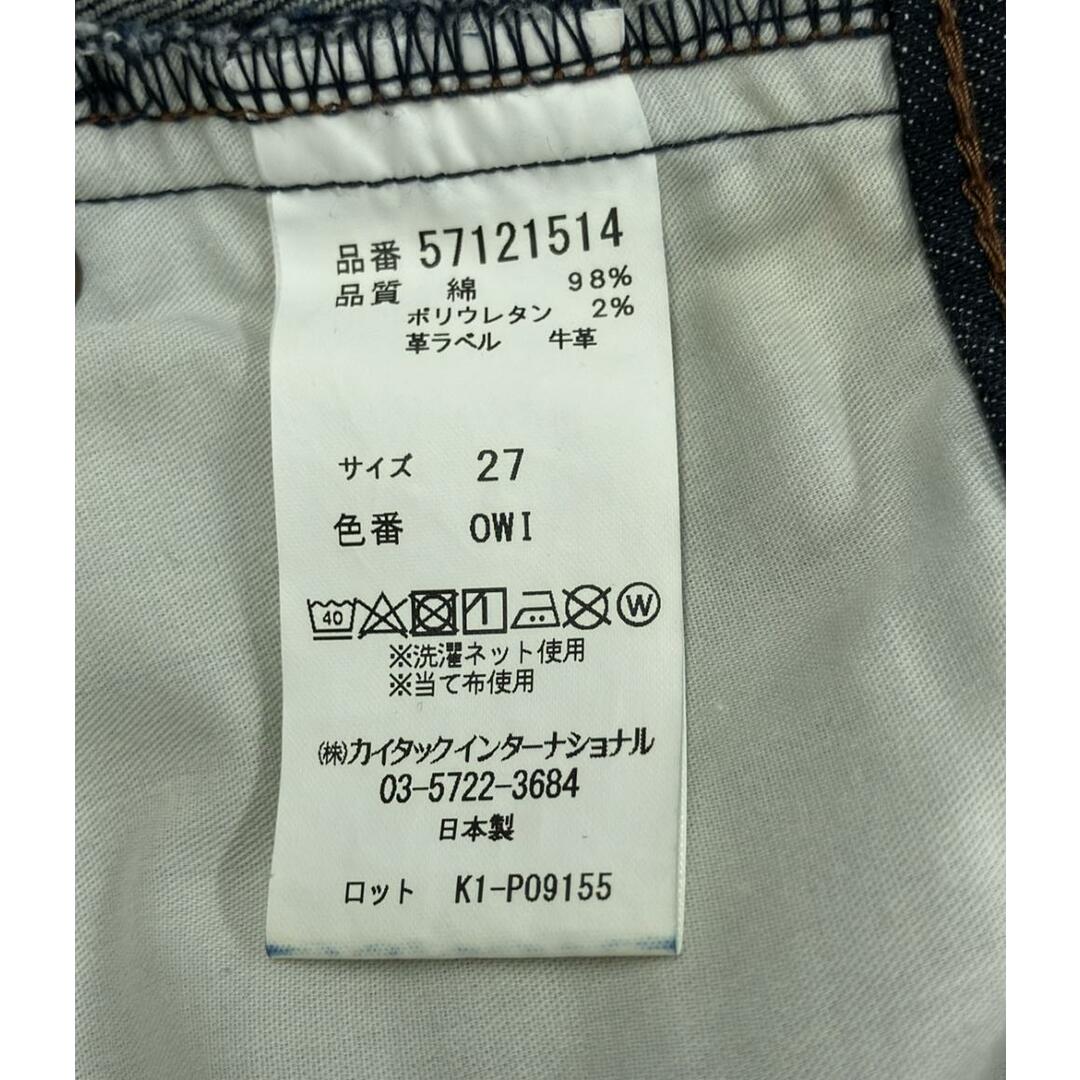 品番 57121514
品質 綿 98%
ポリウレタン 2%
革ラベル 牛革
サイズ 27
色番 OWI
40 W
※洗濯ネット使用
※当て布使用
㈱カイタックインターナショナル
03-5722-3684
日本製
ロット K1-P09155